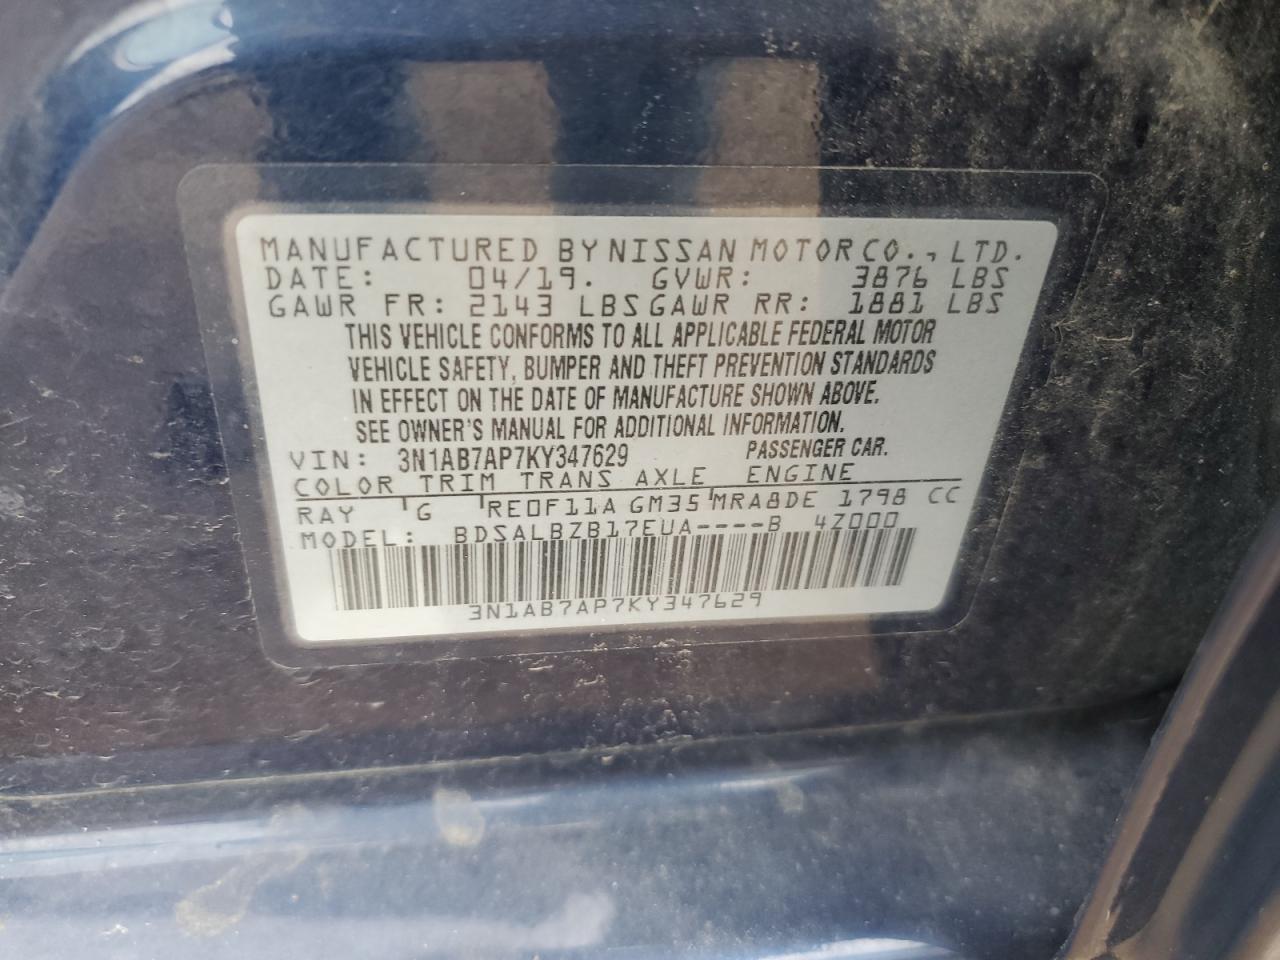 MANUFACTURED BY NISSAN MOTOR CO., LTD.
DATE: 04/19. GVWR: 3876 LBS
GAWR FR: 2143 LBS GAWR RR: 1881 LBS
THIS VEHICLE CONFORMS TO ALL APPLICABLE FEDERAL MOTOR
VEHICLE SAFETY, BUMPER AND THEFT PREVENTION STANDARDS
IN EFFECT ON THE DATE OF MANUFACTURE SHOWN ABOVE.
SEE OWNER'S MANUAL FOR ADDITIONAL INFORMATION.
VIN: 3N1AB7AP7KY347629 PASSENGER CAR.
COLOR TRIM TRANS AXLE ENGINE
RAY G RE0F11A GM35 MRA8DE 1798 CC
MODEL: BDSALBZB17EUA----B 4Z000
3N1AB7AP7KY347629